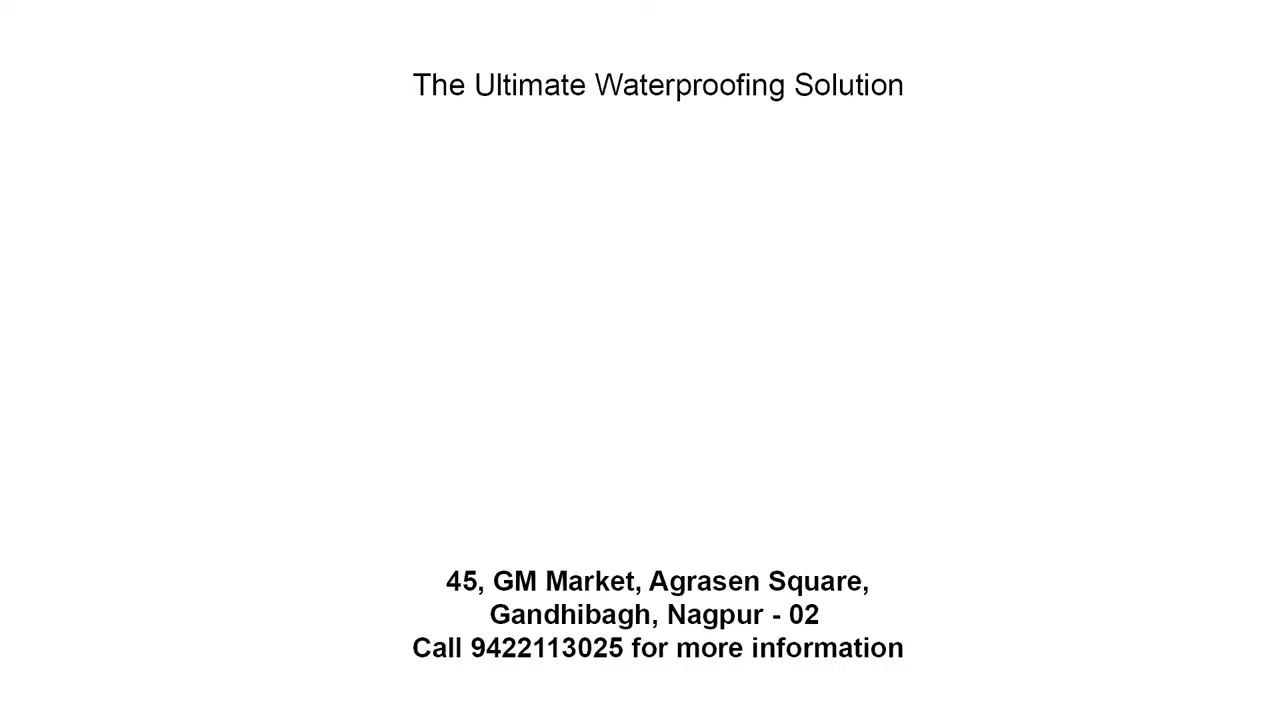 The Ultimate Waterproofing Solution
45, GM Market, Agrasen Square,
Gandhibagh, Nagpur - 02
Call 9422113025 for more information